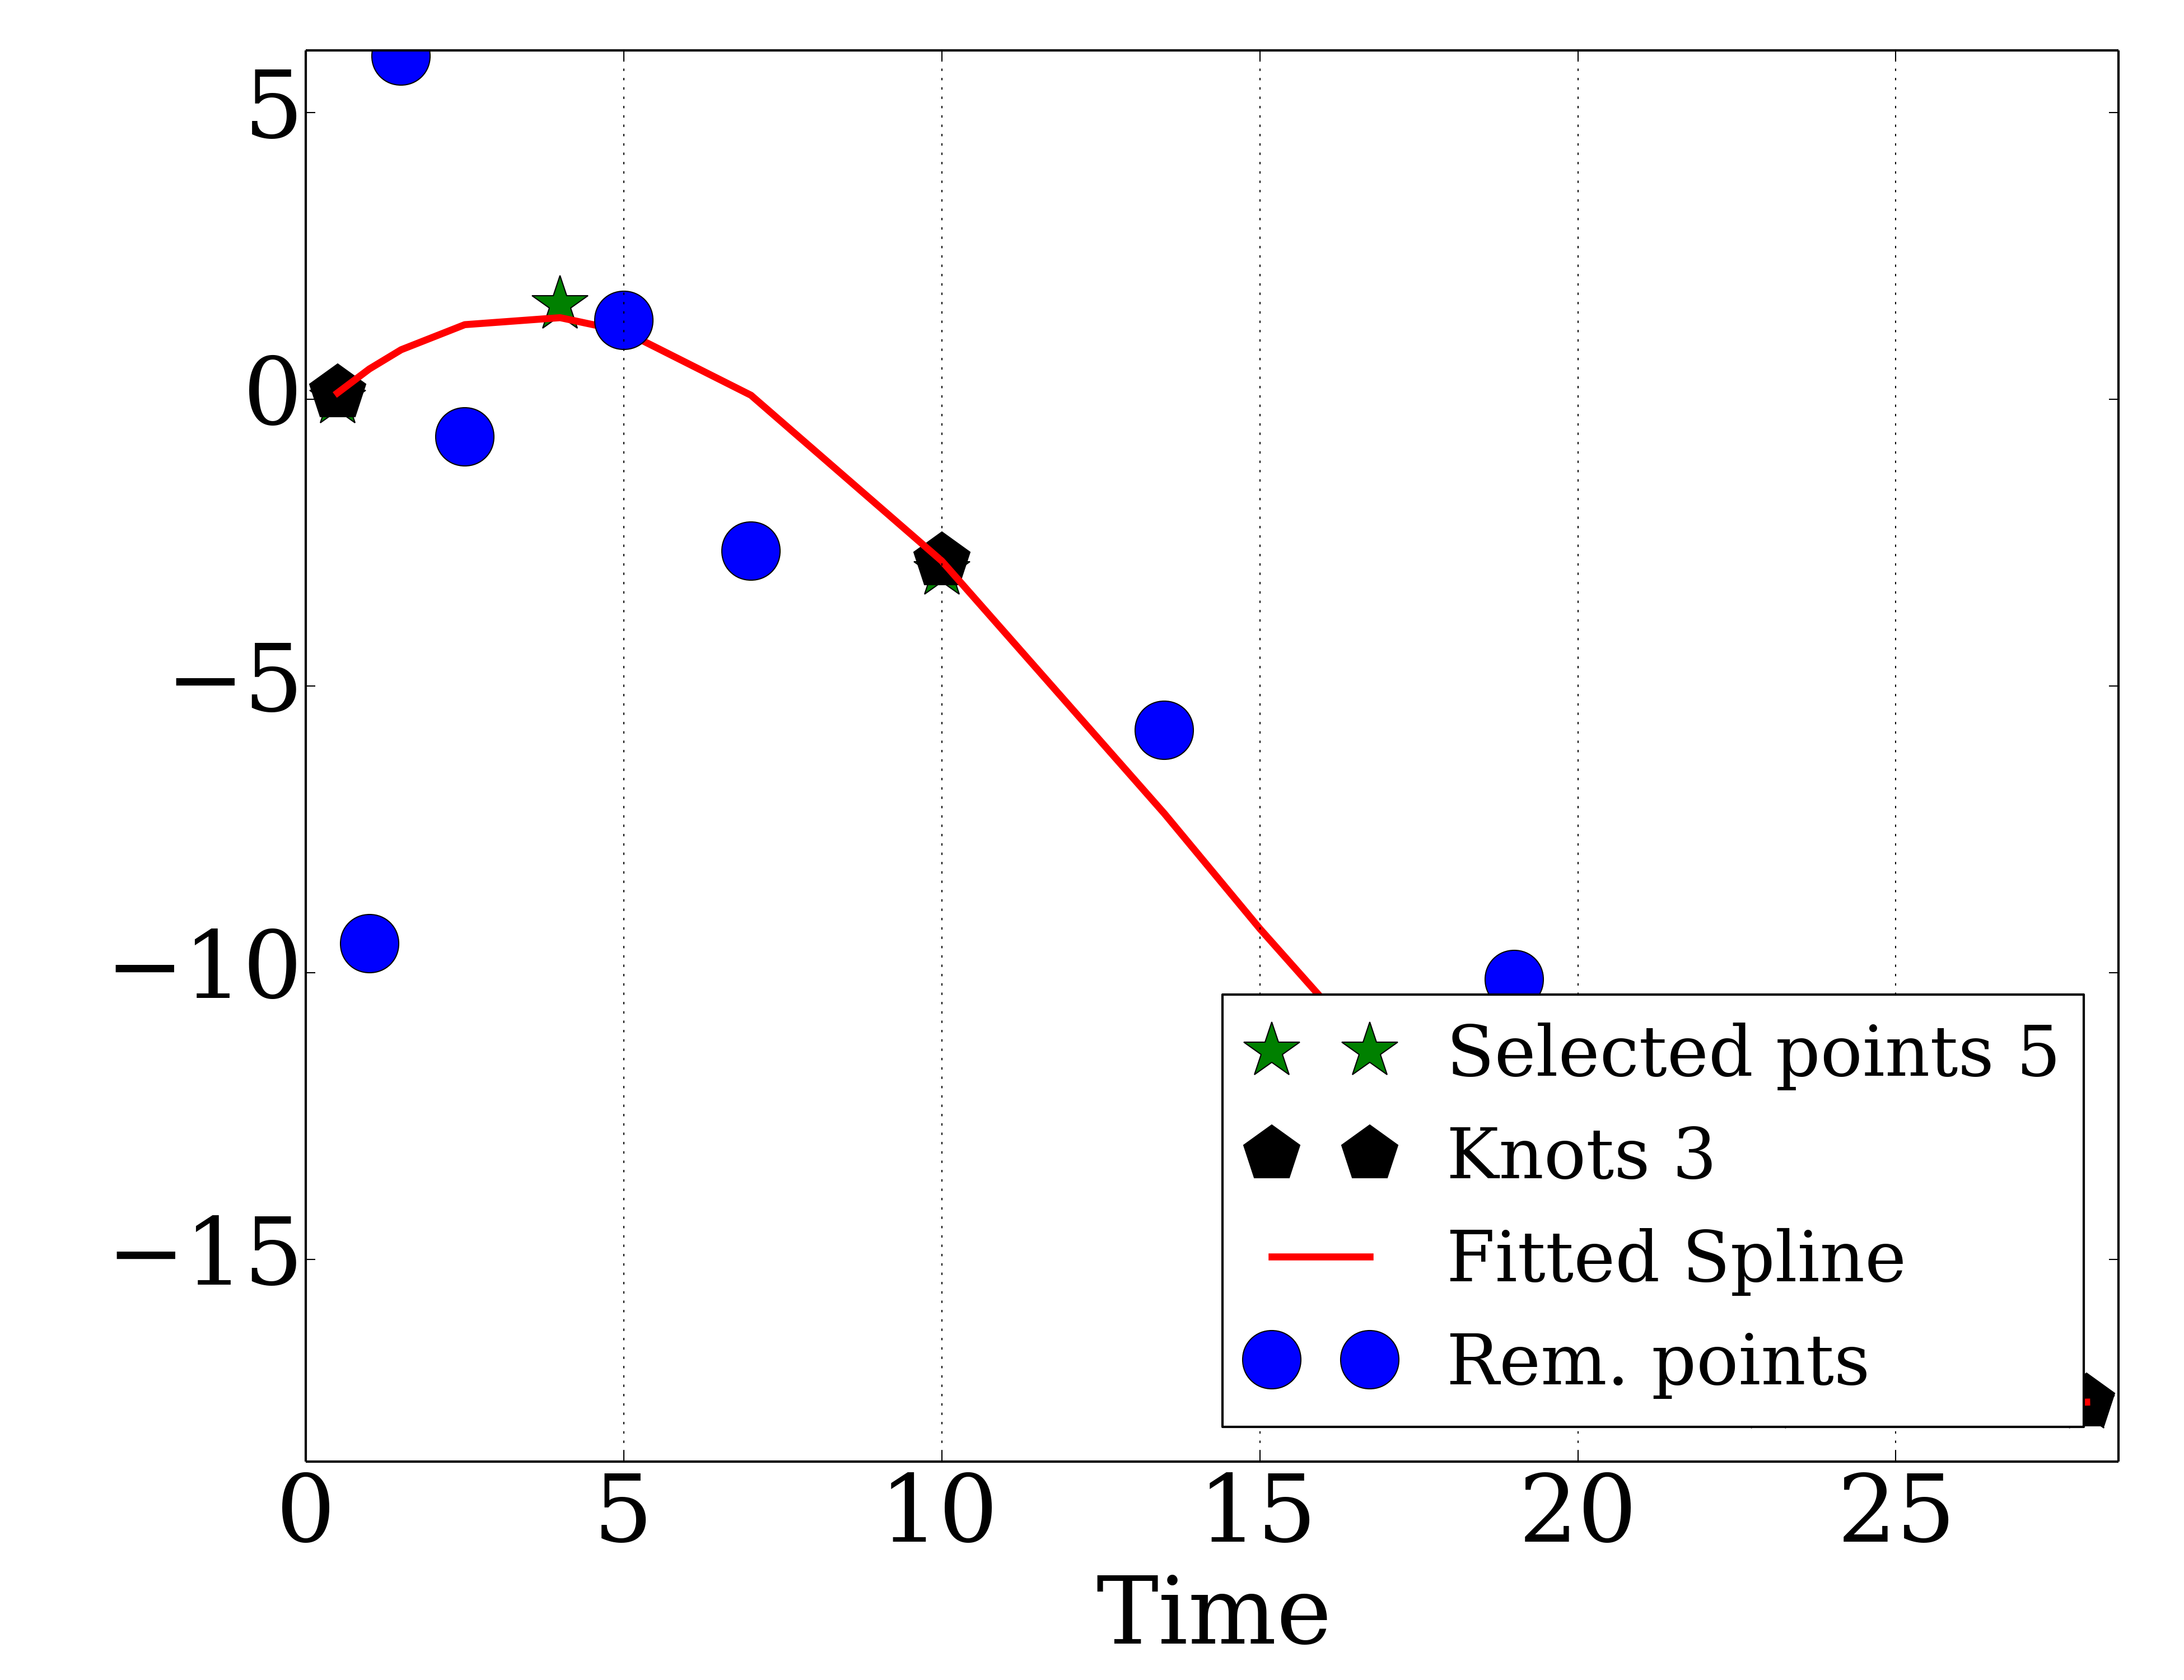 5
0
−5
−10
−15
Selected points 5
Knots 3
Fitted Spline
Rem. points
0 5 10 15 20 25
Time